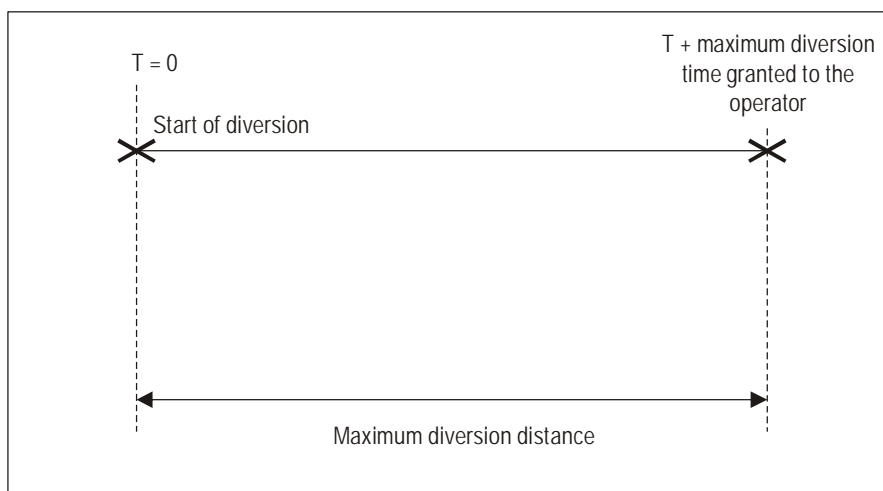 T = 0
T + maximum diversion
time granted to the
operator
Start of diversion
Maximum diversion distance